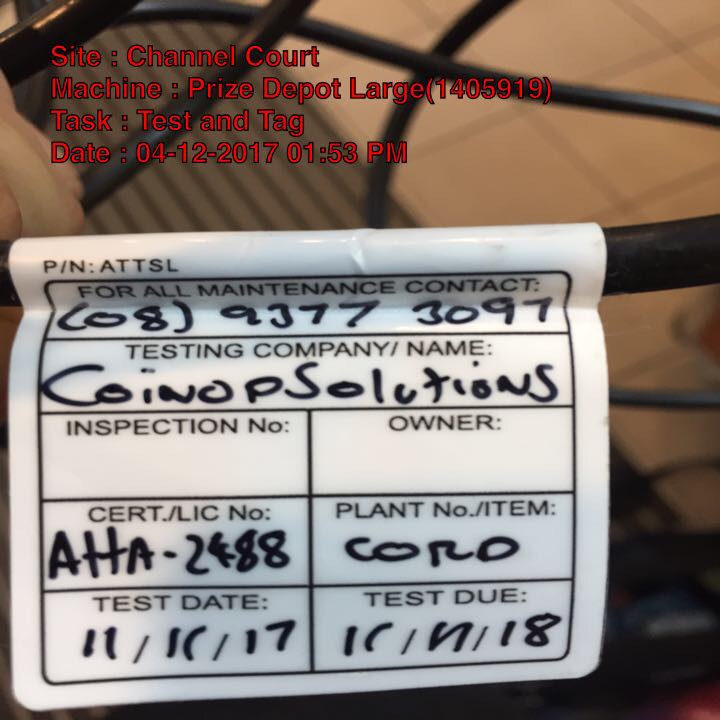 Site : Channel Court
Machine : Prize Depot Large(1405919)
Task : Test and Tag
Date : 04-12-2017 01:53 PM
P/N: ATTSL
FOR ALL MAINTENANCE CONTACT:
(08) 9377 3097
TESTING COMPANY/ NAME:
CoinOPSolutions
INSPECTION No: OWNER:
CERT./LIC No: PLANT No./ITEM:
AHA-2488 CORD
TEST DATE: TEST DUE: